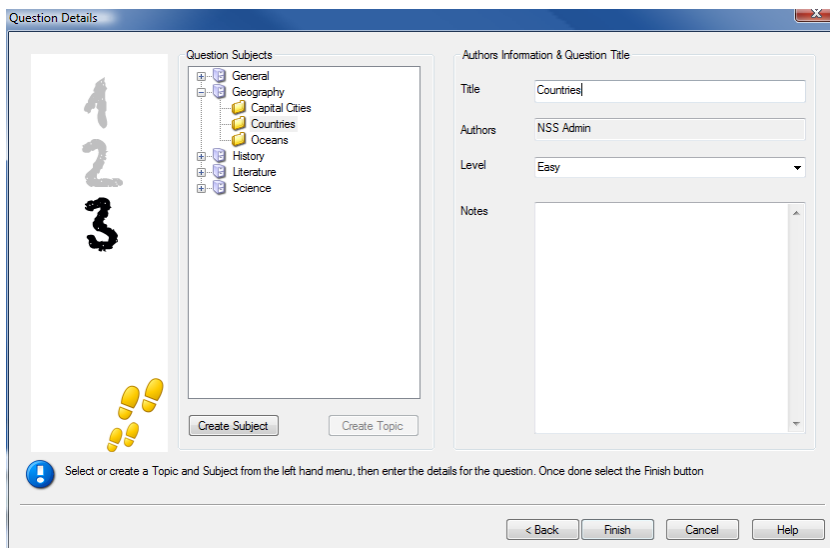 Question Details
1
2
3
Question Subjects
General
Geography
Capital Cities
Countries
Oceans
History
Literature
Science
Create Subject
Create Topic
Authors Information & Question Title
Title
Countries
Authors
NSS Admin
Level
Easy
Notes
Select or create a Topic and Subject from the left hand menu, then enter the details for the question. Once done select the Finish button
< Back
Finish
Cancel
Help